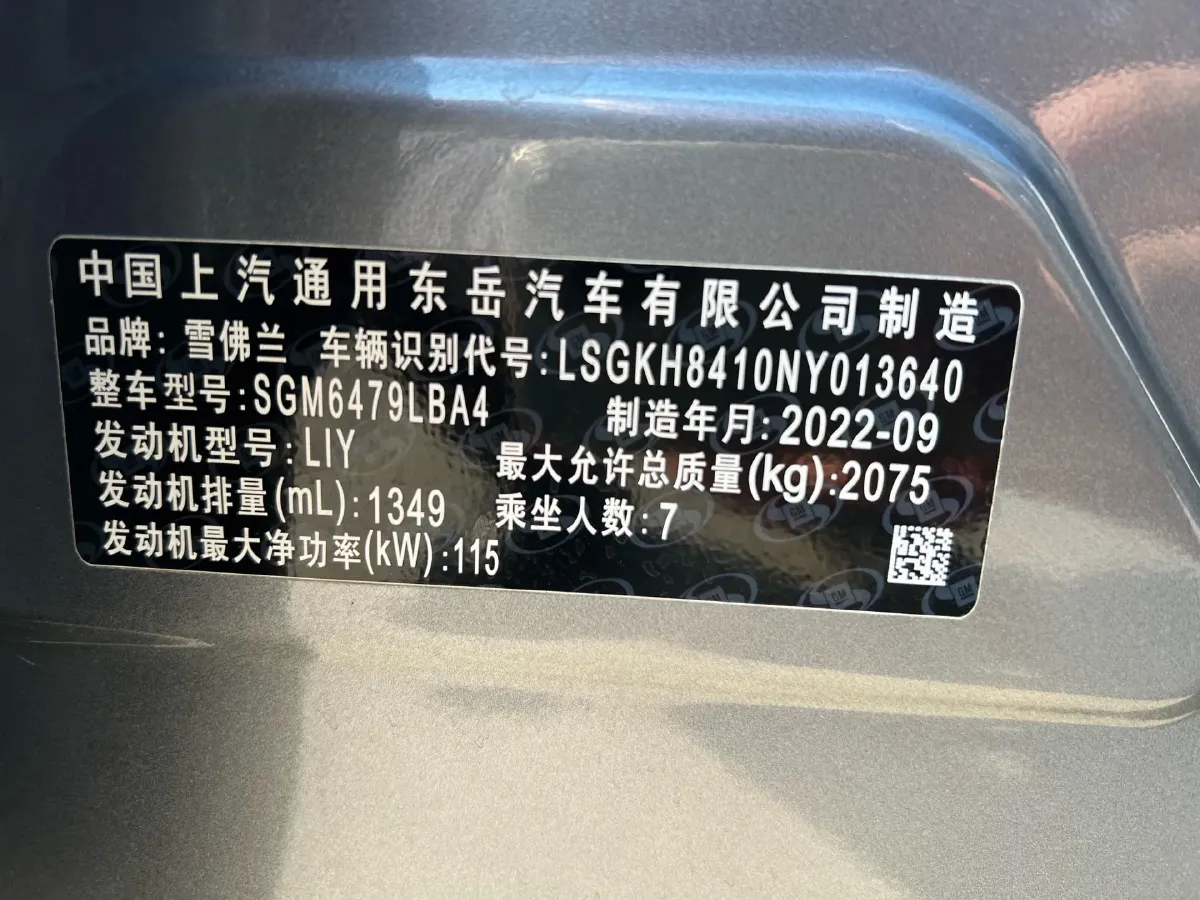 中国上汽通用东岳汽车有限公司制造
品牌: 雪佛兰 车辆识别代号:LSGKH8410NY013640
整车型号:SGM6479LBA4 制造年月:2022-09
发动机型号:LIY 最大允许总质量(kg):2075
发动机排量(mL):1349 乘坐人数:7
发动机最大净功率(kW):115